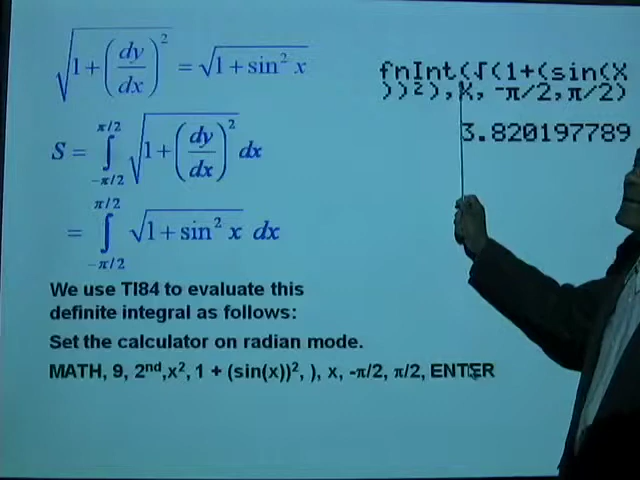 √(1+(dy/dx)²) = √(1+sin² x)
S = ∫_{-π/2}^{π/2} √(1+(dy/dx)²) dx
= ∫_{-π/2}^{π/2} √(1+sin² x) dx
We use TI84 to evaluate this
definite integral as follows:
Set the calculator on radian mode.
MATH, 9, 2nd,x², 1 + (sin(x))², ), x, -π/2, π/2, ENTER
fnInt(√(1+(sin(X
))²),X,-π/2,π/2)
3.820197789